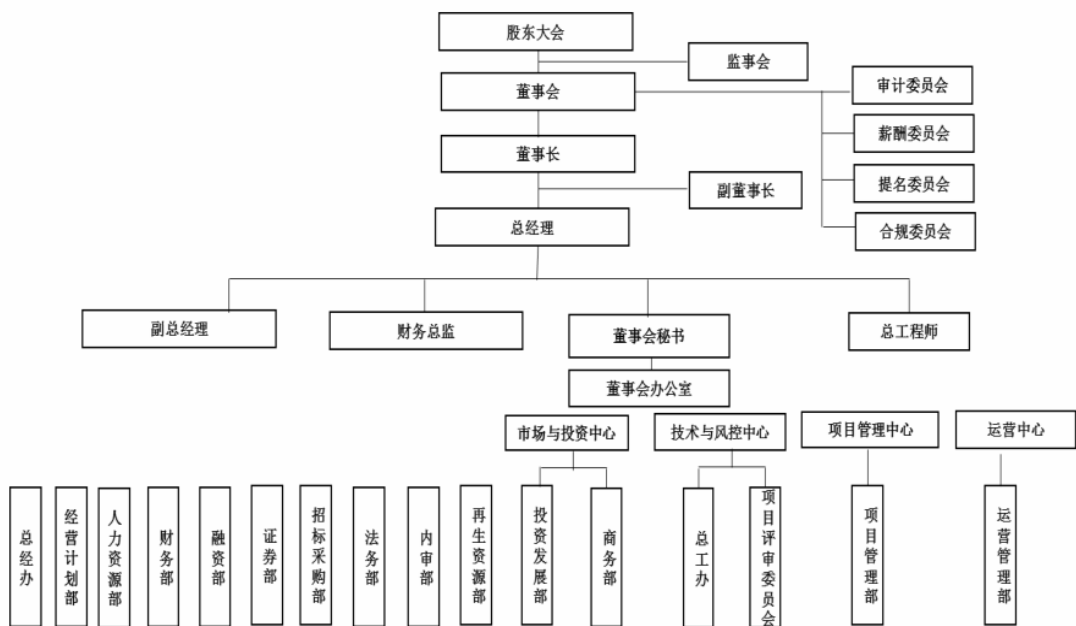 股东大会
监事会
董事会
审计委员会
董事长
薪酬委员会
副董事长
提名委员会
总经理
合规委员会
副总经理
财务总监
董事会秘书
总工程师
董事会办公室
市场与投资中心
技术与风控中心
项目管理中心
运营中心
总经办
经营计划部
人力资源部
财务部
融资部
证券部
招标采购部
法务部
内审部
再生资源部
投资发展部
商务部
总工办
项目评审委员会
项目管理部
运营管理部